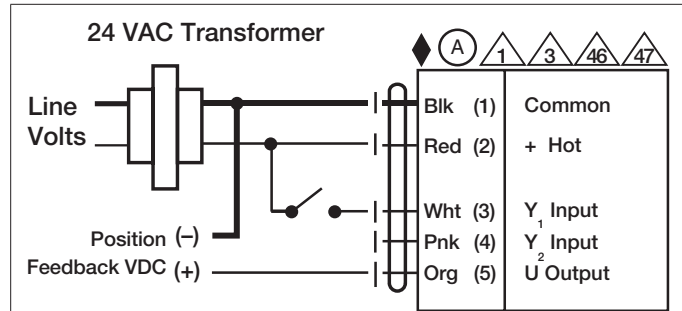 24 VAC Transformer
A 1 3 46 47
Line
Volts
Blk (1) Common
Red (2) + Hot
Wht (3) Y1 Input
Pnk (4) Y2 Input
Org (5) U Output
Position (–)
Feedback VDC (+)